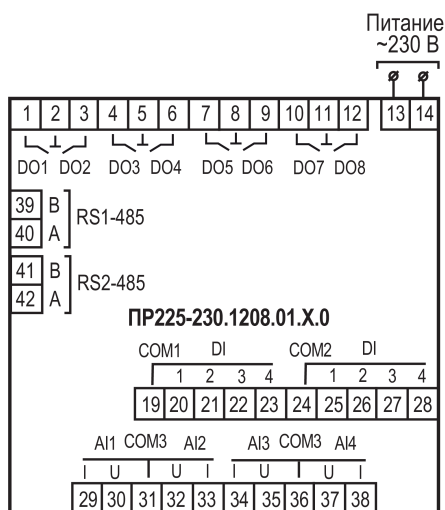 Питание
~230 В
1 2 3 4 5 6 7 8 9 10 11 12 13 14
DO1 DO2 DO3 DO4 DO5 DO6 DO7 DO8
39 B
RS1-485
40 A
41 B
RS2-485
42 A
ПР225-230.1208.01.X.0
COM1 DI COM2 DI
1 2 3 4 1 2 3 4
19 20 21 22 23 24 25 26 27 28
AI1 COM3 AI2 AI3 COM3 AI4
I U U I I U U I
29 30 31 32 33 34 35 36 37 38